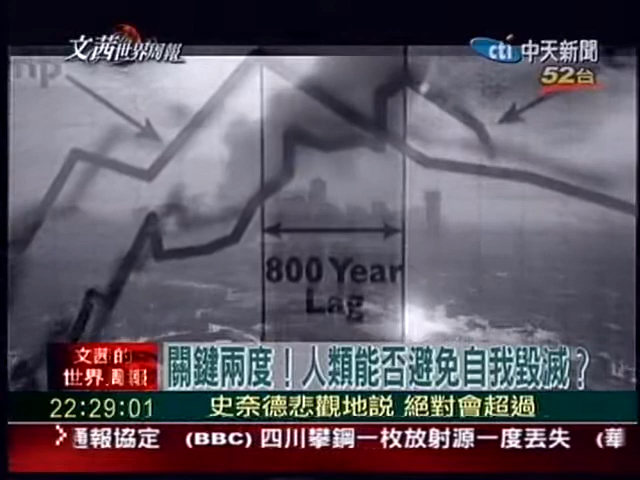 文茜世界周報
cti 中天新聞
52台
np
800 Year
Lag
文茜的
世界周報
關鍵兩度！人類能否避免自我毀滅？
22:29:01
史奈德悲觀地說 絕對會超過
通報協定 (BBC) 四川攀鋼一枚放射源一度丟失 (華